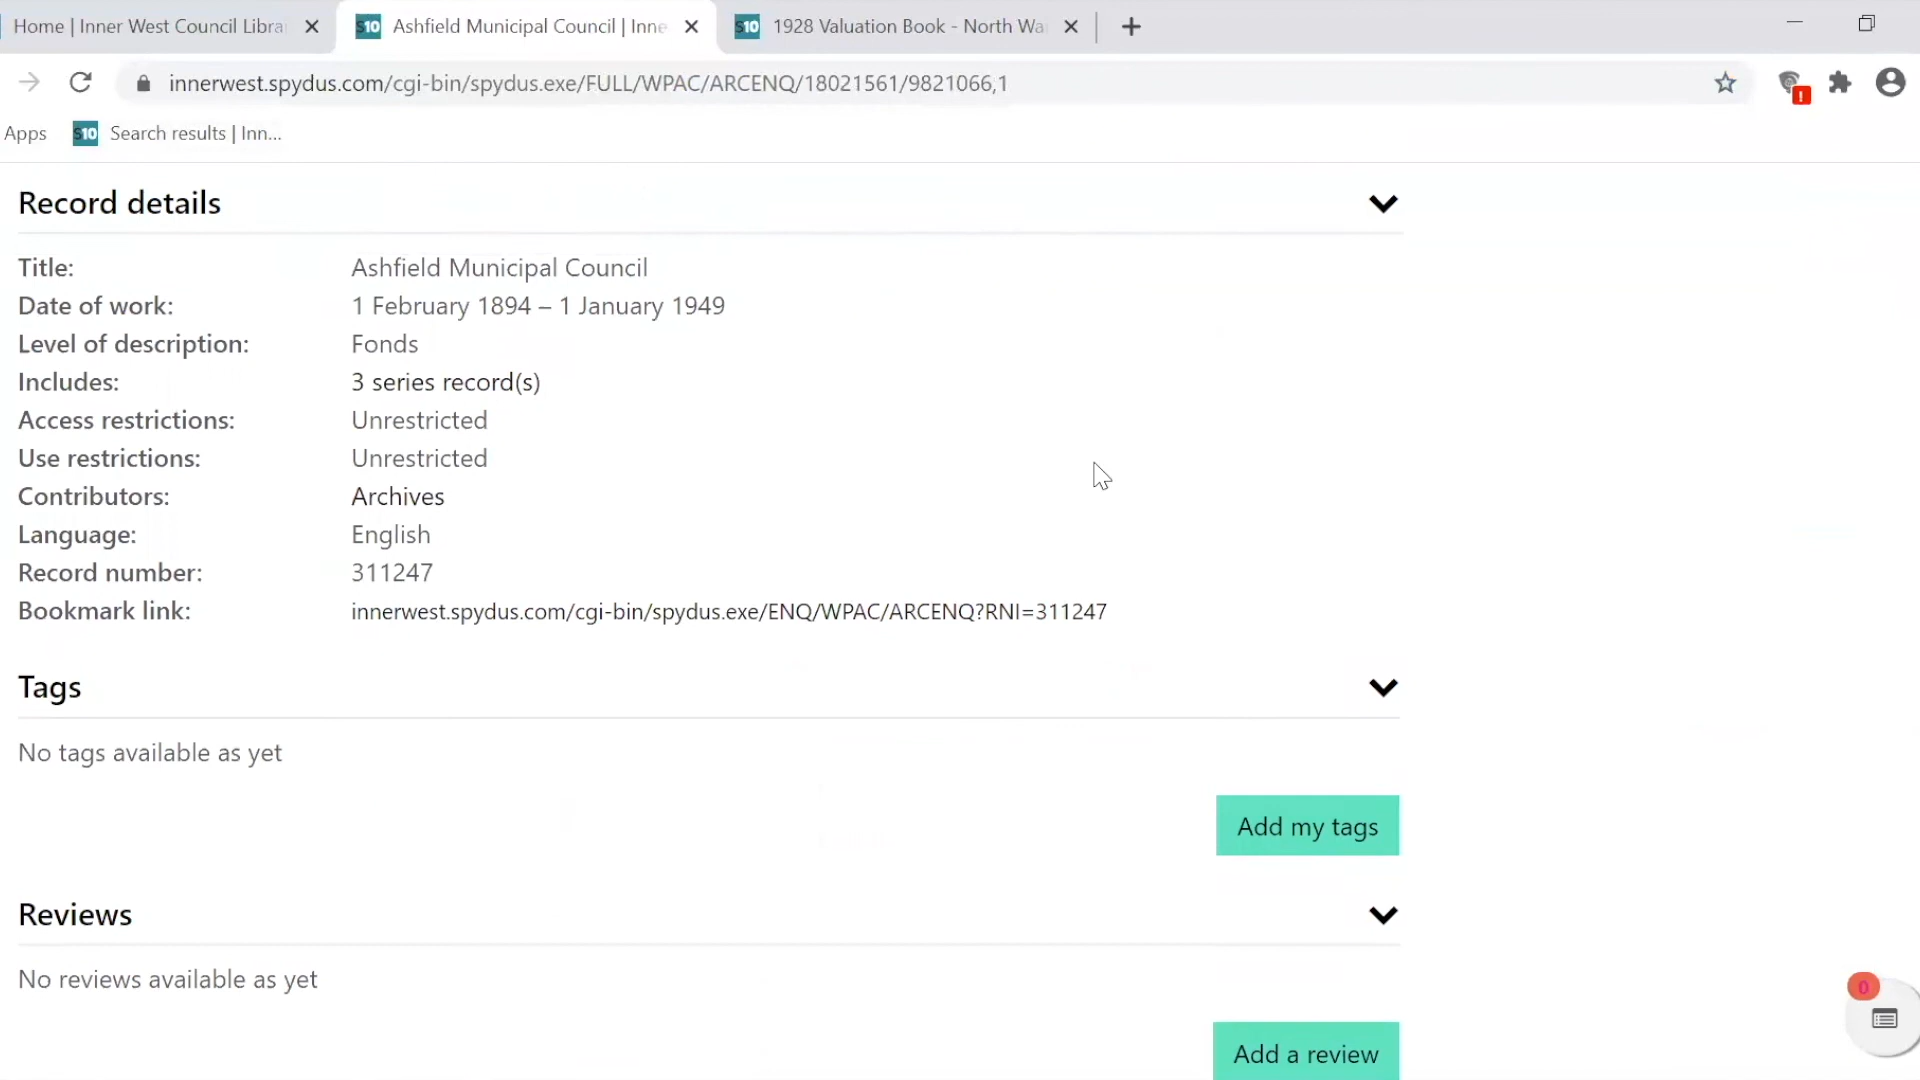 Home | Inner West Council Libra
S10 Ashfield Municipal Council | Inne
S10 1928 Valuation Book - North Wa
innerwest.spydus.com/cgi-bin/spydus.exe/FULL/WPAC/ARCENQ/18021561/9821066,1
Apps S10 Search results | Inn...
Record details
Title: Ashfield Municipal Council
Date of work: 1 February 1894 – 1 January 1949
Level of description: Fonds
Includes: 3 series record(s)
Access restrictions: Unrestricted
Use restrictions: Unrestricted
Contributors: Archives
Language: English
Record number: 311247
Bookmark link: innerwest.spydus.com/cgi-bin/spydus.exe/ENQ/WPAC/ARCENQ?RNI=311247
Tags
No tags available as yet
Add my tags
Reviews
No reviews available as yet
0
Add a review